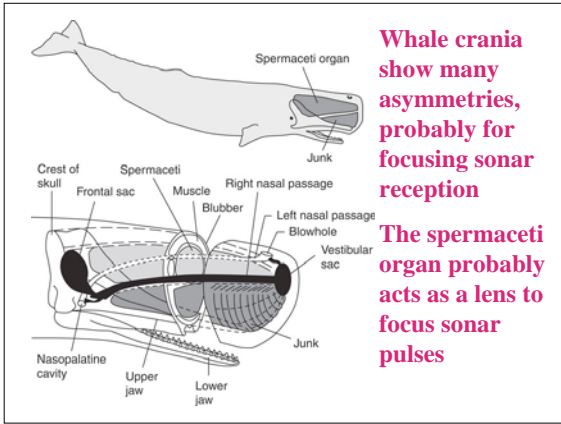 Spermaceti organ
Junk
Whale crania
show many
asymmetries,
probably for
focusing sonar
reception
The spermaceti
organ probably
acts as a lens to
focus sonar
pulses
Crest of
skull
Frontal sac
Spermaceti
Muscle
Blubber
Right nasal passage
Left nasal passage
Blowhole
Vestibular
sac
Junk
Nasopalatine
cavity
Upper
jaw
Lower
jaw